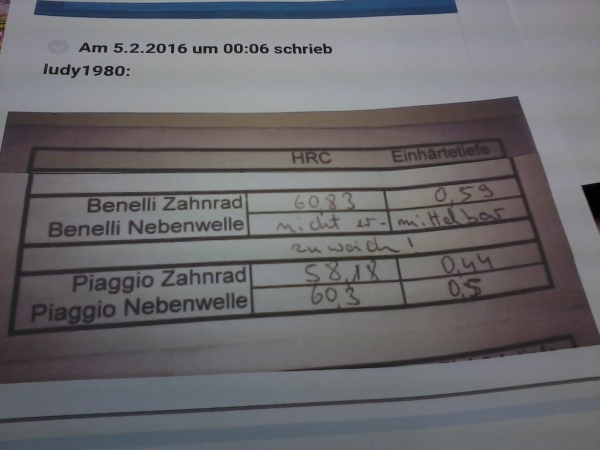 Am 5.2.2016 um 00:06 schrieb
ludy1980:
HRC Einhärtetiefe
Benelli Zahnrad 60,83 0,59
Benelli Nebenwelle nicht er- mittelbar
zu weich!
Piaggio Zahnrad 58,18 0,44
Piaggio Nebenwelle 60,3 0,5